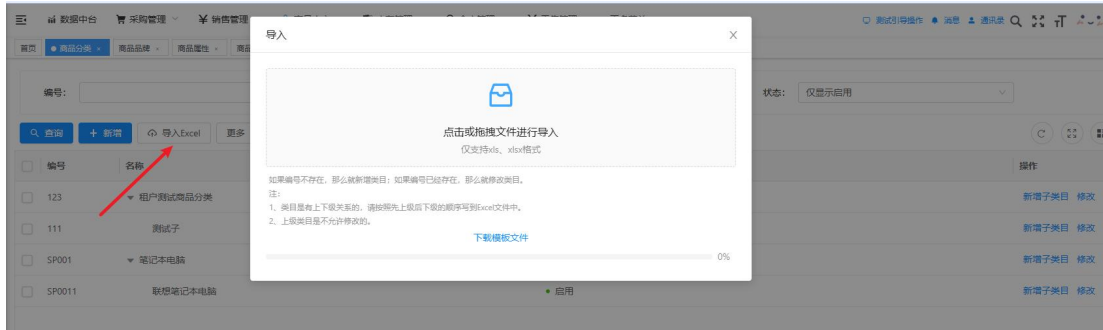 数据中台 采购管理 销售管理
测试引导操作 消息 通讯录
首页 商品分类 × 商品品牌 × 商品属性 × 商品
导入
编号:
状态: 仅显示启用
查询 + 新增 导入Excel 更多
点击或拖拽文件进行导入
仅支持xls、xlsx格式
编号 名称 操作
如果编号不存在,那么就新增类目;如果编号已经存在,那么就修改类目。
注:
1、类目是有上下级关系的,请按照先上级后下级的顺序写到Excel文件中。
2、上级类目是不允许修改的。
下载模板文件
0%
123 租户测试商品分类 新增子类目 修改
111 测试子 新增子类目 修改
SP001 笔记本电脑 新增子类目 修改
SP0011 联想笔记本电脑 启用 新增子类目 修改